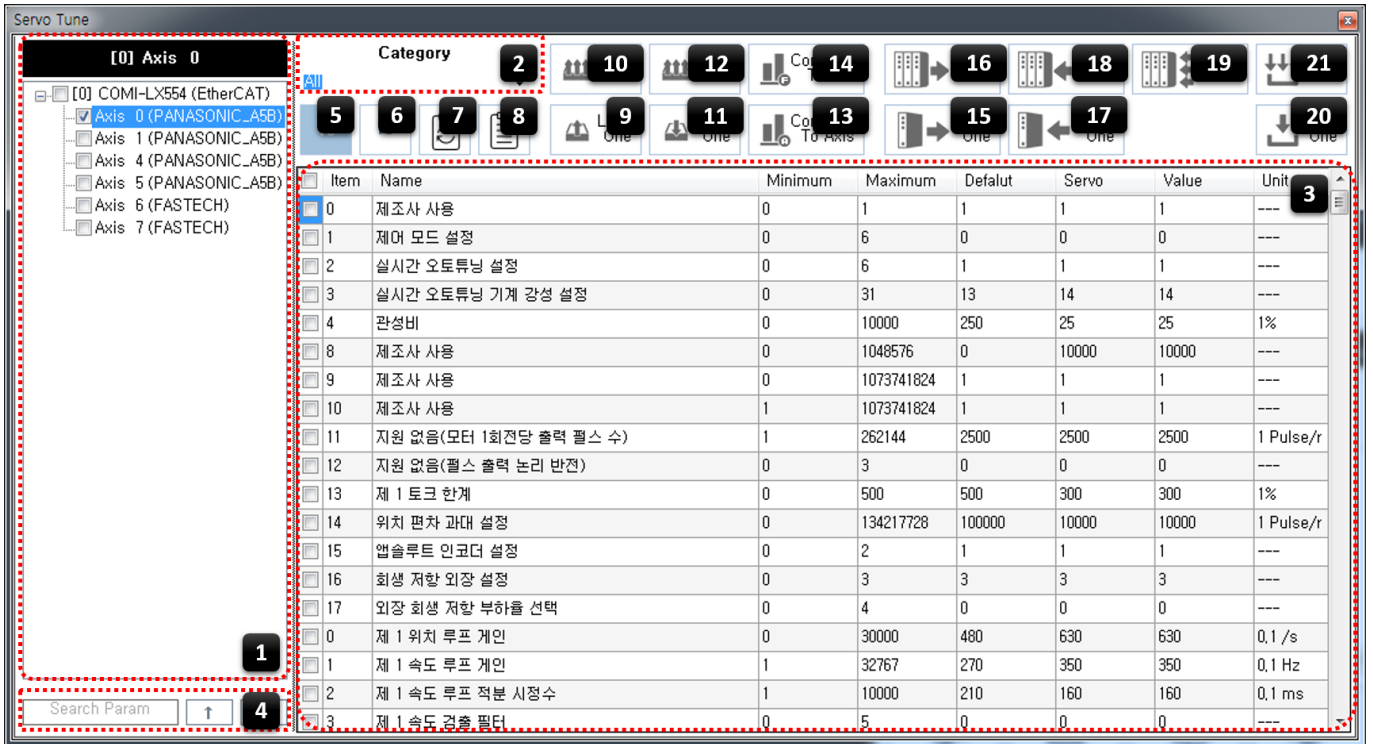 Servo Tune
[0] Axis 0
[0] COMI-LX554 (EtherCAT)
Axis 0 (PANASONIC_A5B)
Axis 1 (PANASONIC_A5B)
Axis 4 (PANASONIC_A5B)
Axis 5 (PANASONIC_A5B)
Axis 6 (FASTECH)
Axis 7 (FASTECH)
1
Search Param ↑ 4
Category 2
All
10 12 Co 14 16 18 19 21
5 6 7 8 9 11 Co 13 15 17 20
One One To Axis One One One
Item Name Minimum Maximum Defalut Servo Value Unit 3
0 제조사 사용 0 1 1 1 1 ---
1 제어 모드 설정 0 6 0 0 0 ---
2 실시간 오토튜닝 설정 0 6 1 1 1 ---
3 실시간 오토튜닝 기계 강성 설정 0 31 13 14 14 ---
4 관성비 0 10000 250 25 25 1%
8 제조사 사용 0 1048576 0 10000 10000 ---
9 제조사 사용 0 1073741824 1 1 1 ---
10 제조사 사용 1 1073741824 1 1 1 ---
11 지원 없음(모터 1회전당 출력 펄스 수) 1 262144 2500 2500 2500 1 Pulse/r
12 지원 없음(펄스 출력 논리 반전) 0 3 0 0 0 ---
13 제 1 토크 한계 0 500 500 300 300 1%
14 위치 편차 과대 설정 0 134217728 100000 10000 10000 1 Pulse/r
15 앱솔루트 인코더 설정 0 2 1 1 1 ---
16 회생 저항 외장 설정 0 3 3 3 3 ---
17 외장 회생 저항 부하율 선택 0 4 0 0 0 ---
0 제 1 위치 루프 게인 0 30000 480 630 630 0.1 /s
1 제 1 속도 루프 게인 1 32767 270 350 350 0.1 Hz
2 제 1 속도 루프 적분 시정수 1 10000 210 160 160 0.1 ms
3 제 1 속도 검출 필터 0 5 0 0 0 ---